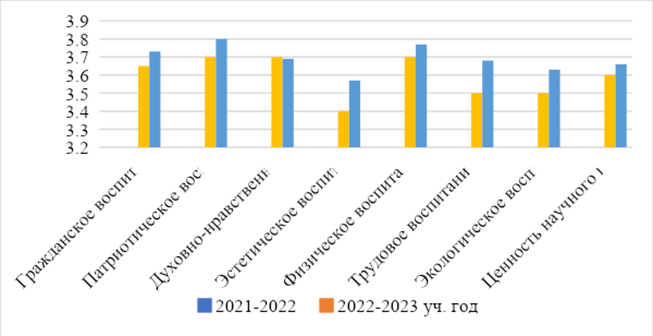 3.9
3.8
3.7
3.6
3.5
3.4
3.3
3.2
Гражданское воспит
Патриотическое вос
Духовно-нравственн
Эстетическое воспи
Физическое воспита
Трудовое воспитани
Экологическое восп
Ценность научного
2021-2022
2022-2023 уч. год